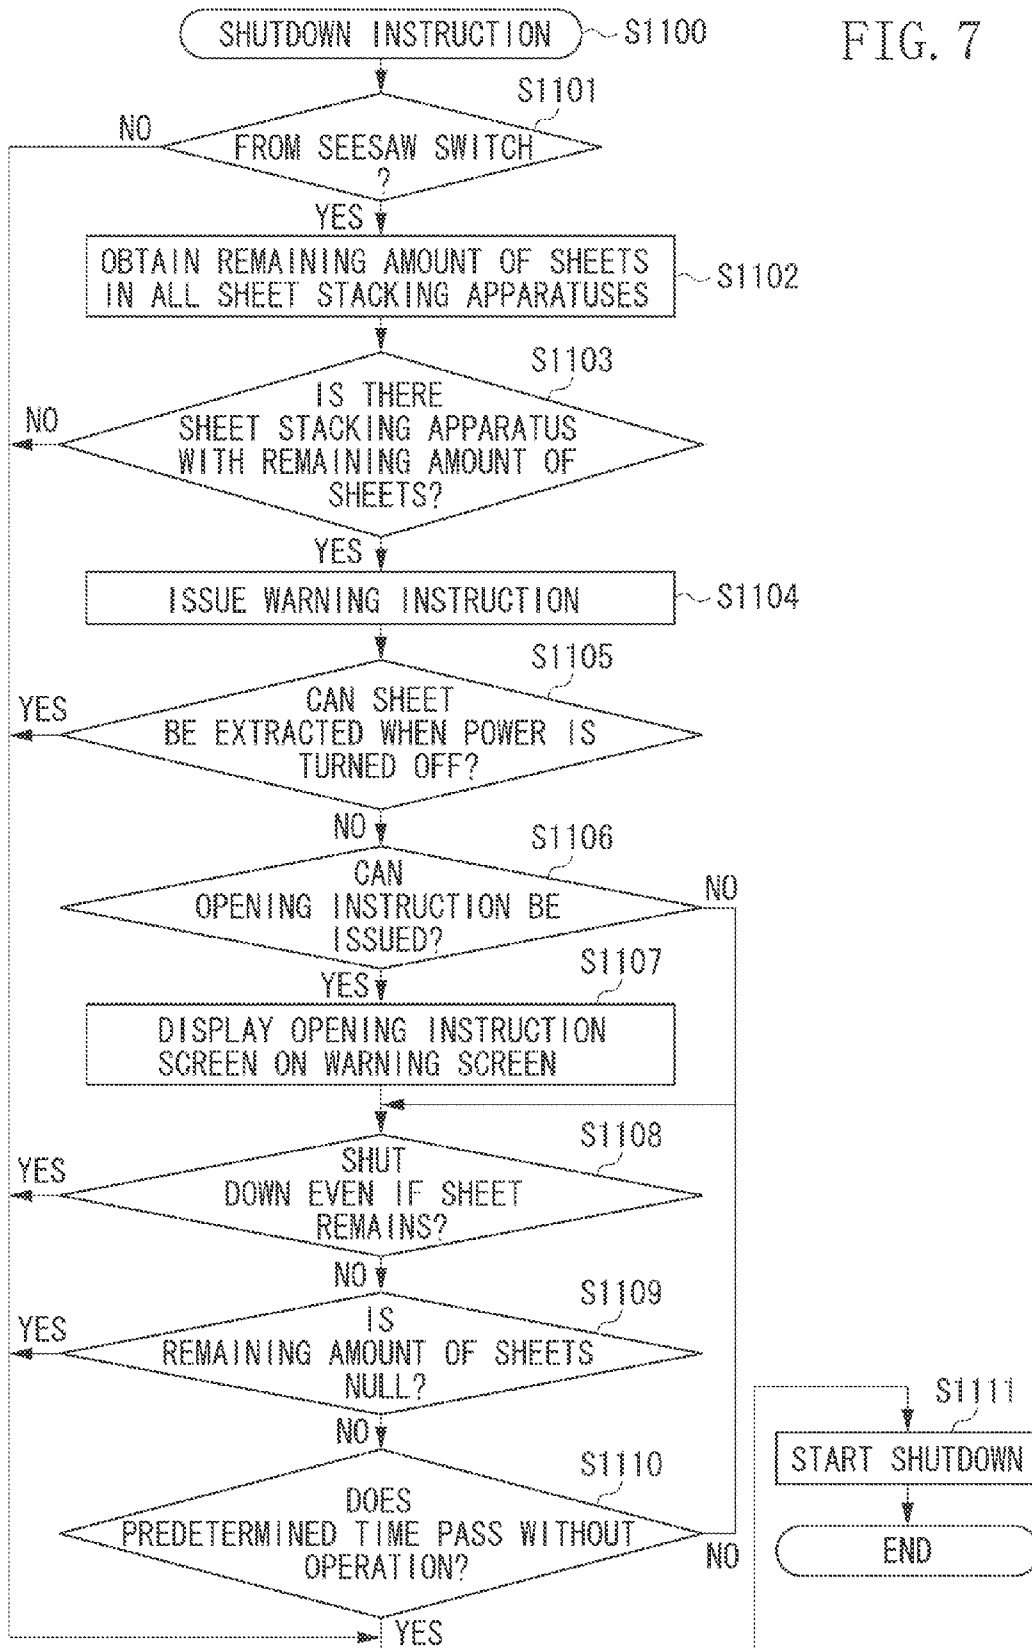 FIG. 7
SHUTDOWN INSTRUCTION
S1100
S1101
NO
FROM SEESAW SWITCH
?
YES
OBTAIN REMAINING AMOUNT OF SHEETS
IN ALL SHEET STACKING APPARATUSES
S1102
S1103
NO
IS THERE
SHEET STACKING APPARATUS
WITH REMAINING AMOUNT OF
SHEETS?
YES
ISSUE WARNING INSTRUCTION
S1104
S1105
YES
CAN SHEET
BE EXTRACTED WHEN POWER IS
TURNED OFF?
NO
S1106
CAN
OPENING INSTRUCTION BE
ISSUED?
NO
YES
S1107
DISPLAY OPENING INSTRUCTION
SCREEN ON WARNING SCREEN
S1108
YES
SHUT
DOWN EVEN IF SHEET
REMAINS?
NO
S1109
YES
IS
REMAINING AMOUNT OF SHEETS
NULL?
NO
S1110
DOES
PREDETERMINED TIME PASS WITHOUT
OPERATION?
NO
YES
S1111
START SHUTDOWN
END